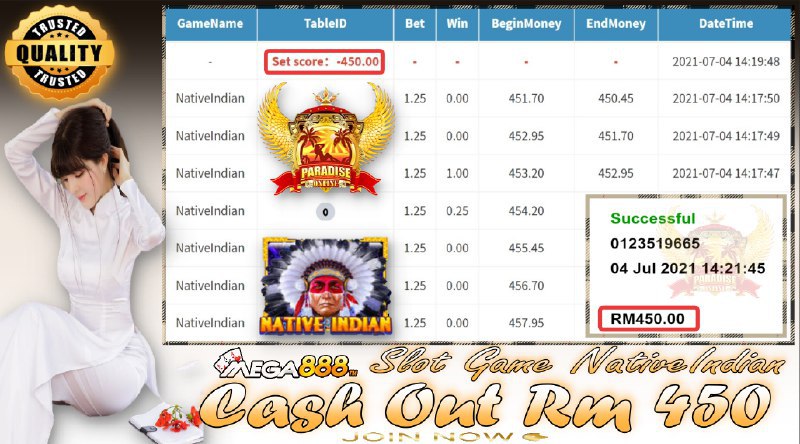 TRUSTED
QUALITY
TRUSTED
GameName TableID Bet Win BeginMoney EndMoney DateTime
- Set score: -450.00 - - - - 2021-07-04 14:19:48
NativeIndian 1.25 0.00 451.70 450.45 2021-07-04 14:17:50
NativeIndian 1.25 0.00 452.95 451.70 2021-07-04 14:17:49
NativeIndian 1.25 1.00 453.20 452.95 2021-07-04 14:17:47
PARADISE
NativeIndian 0 1.25 0.25 454.20
NativeIndian 1.25 0.00 455.45
NativeIndian 1.25 0.00 456.70
NativeIndian 1.25 0.00 457.95
NATIVE INDIAN
Successful
0123519665
04 Jul 2021 14:21:45
PARADISE
RM450.00
MEGA888 Slot Game NativeIndian
Cash Out Rm 450
JOIN NOW